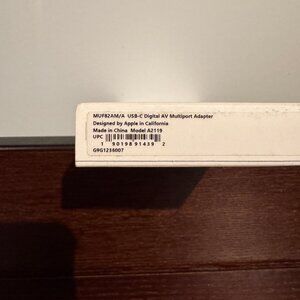 MUF82AM/A USB-C Digital AV Multiport Adapter
Designed by Apple in California
Made in China Model A2119
UPC
1 90198 91439 2
G9G1236007